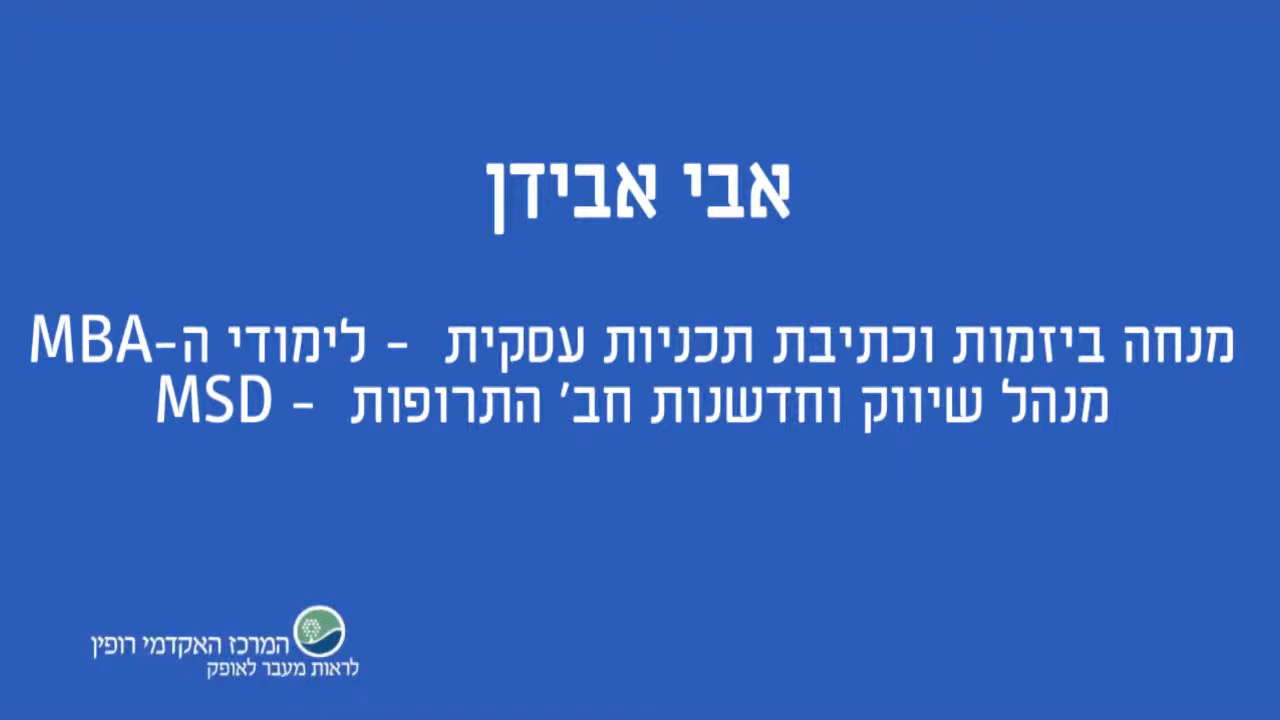 אבי אבידן
מנחה ביזמות וכתיבת תכניות עסקית - לימודי ה-MBA
מנהל שיווק וחדשנות חב' התרופות - MSD
המרכז האקדמי רופין
לראות מעבר לאופק